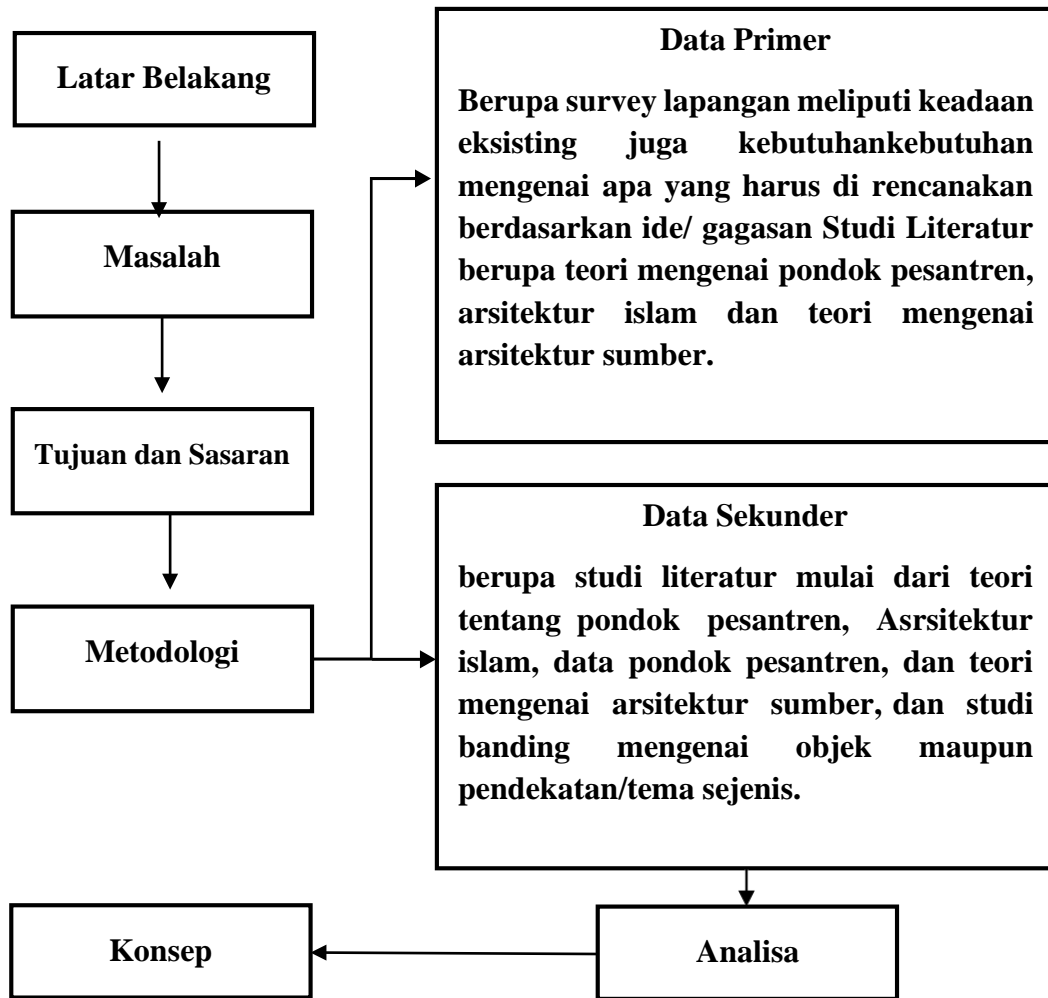 Latar Belakang
Masalah
Tujuan dan Sasaran
Metodologi
Data Primer
Berupa survey lapangan meliputi keadaan
eksisting juga kebutuhankebutuhan
mengenai apa yang harus di rencanakan
berdasarkan ide/ gagasan Studi Literatur
berupa teori mengenai pondok pesantren,
arsitektur islam dan teori mengenai
arsitektur sumber.
Data Sekunder
berupa studi literatur mulai dari teori
tentang pondok pesantren, Asrsitektur
islam, data pondok pesantren, dan teori
mengenai arsitektur sumber, dan studi
banding mengenai objek maupun
pendekatan/tema sejenis.
Analisa
Konsep